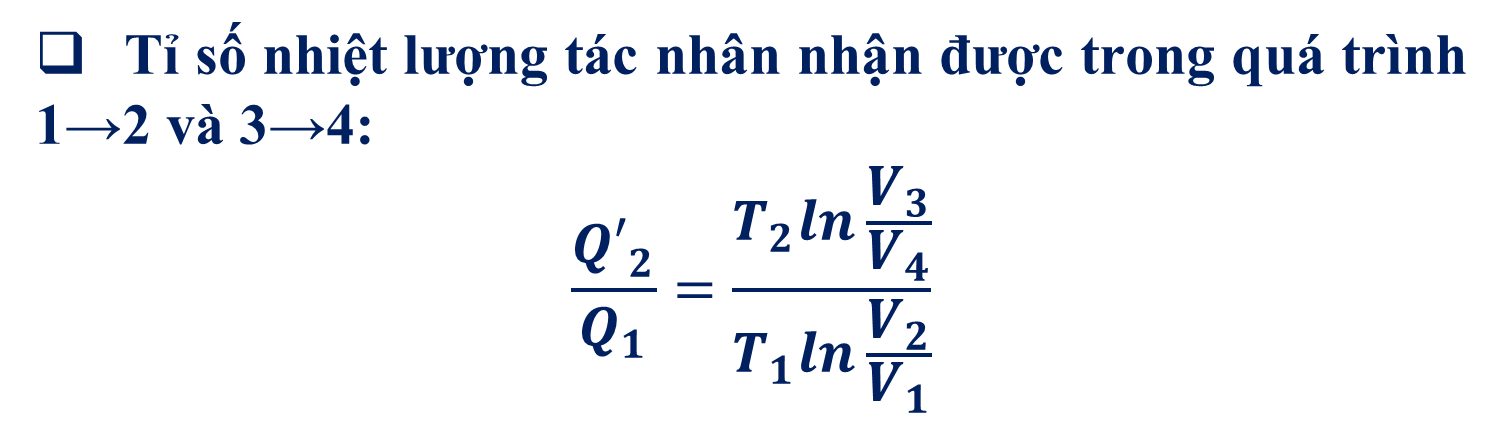 ❑ Tỉ số nhiệt lượng tác nhân nhận được trong quá trình
1→2 và 3→4:
Q'₂/Q₁ = (T₂ ln V₃/V₄)/(T₁ ln V₂/V₁)